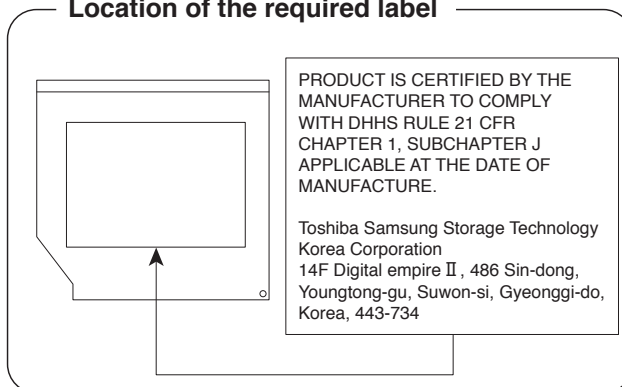 Location of the required label
PRODUCT IS CERTIFIED BY THE
MANUFACTURER TO COMPLY
WITH DHHS RULE 21 CFR
CHAPTER 1, SUBCHAPTER J
APPLICABLE AT THE DATE OF
MANUFACTURE.
Toshiba Samsung Storage Technology
Korea Corporation
14F Digital empire Ⅱ, 486 Sin-dong,
Youngtong-gu, Suwon-si, Gyeonggi-do,
Korea, 443-734